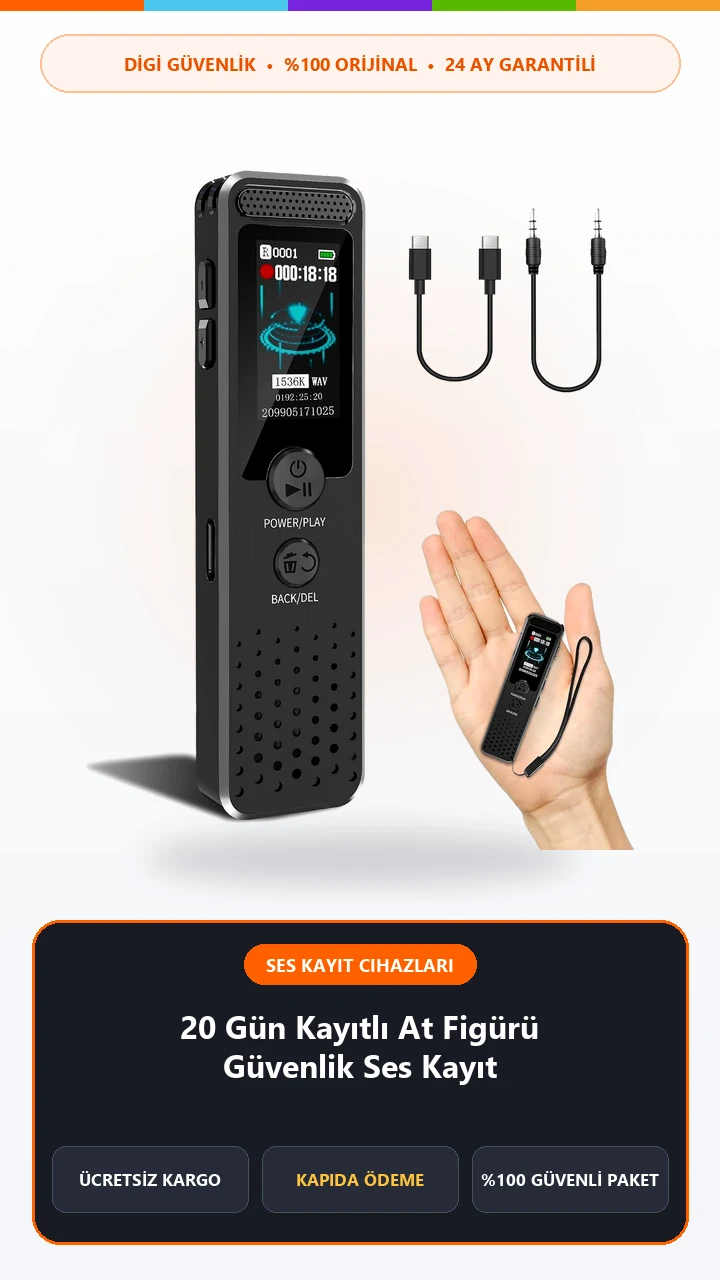 DİGİ GÜVENLİK • %100 ORİJİNAL • 24 AY GARANTİLİ
R 0001
000:18:18
1536K WAV
0192:25:20
209905171025
POWER/PLAY
BACK/DEL
SES KAYIT CIHAZLARI
20 Gün Kayıtlı At Figürü
Güvenlik Ses Kayıt
ÜCRETSİZ KARGO
KAPIDA ÖDEME
%100 GÜVENLİ PAKET